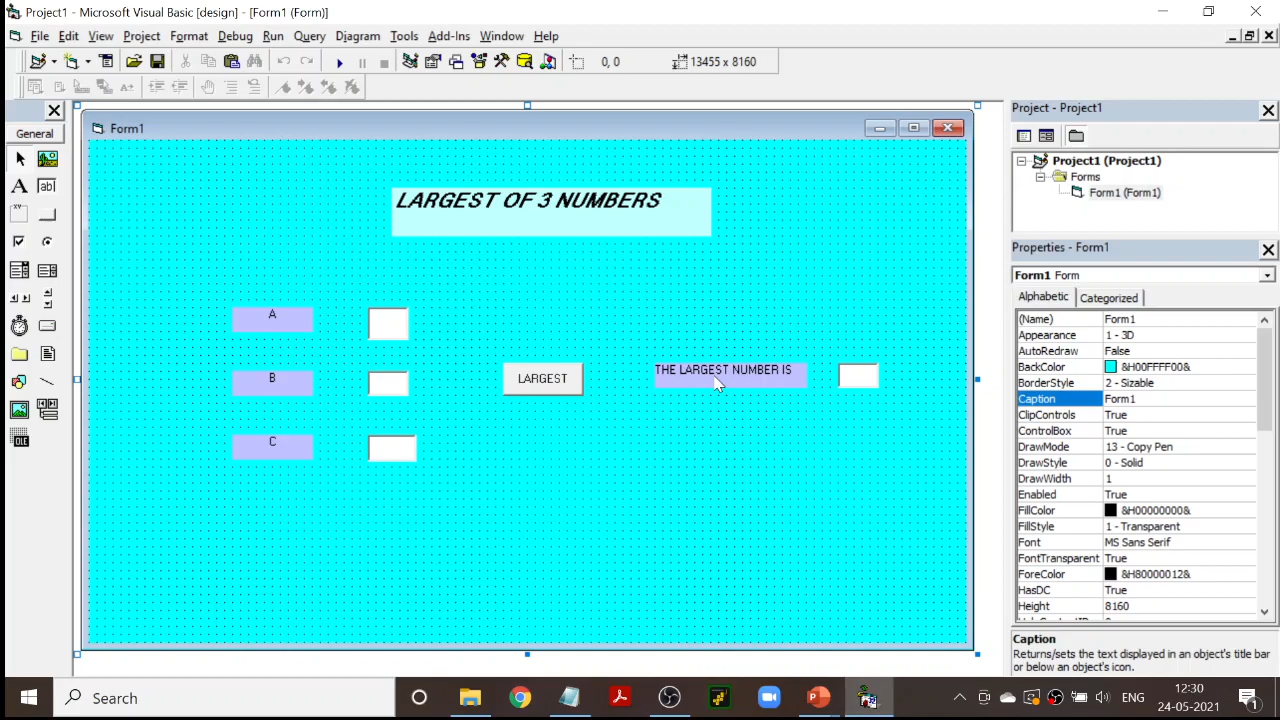 Project1 - Microsoft Visual Basic [design] - [Form1 (Form)]
File Edit View Project Format Debug Run Query Diagram Tools Add-Ins Window Help
0, 0 13455 x 8160
General
A
ab|
XY
OLE
Form1
LARGEST OF 3 NUMBERS
A
B
C
LARGEST
THE LARGEST NUMBER IS
Project - Project1
Project1 (Project1)
Forms
Form1 (Form1)
Properties - Form1
Form1 Form
Alphabetic Categorized
(Name) Form1
Appearance 1 - 3D
AutoRedraw False
BackColor &H00FFFF00&
BorderStyle 2 - Sizable
Caption Form1
ClipControls True
ControlBox True
DrawMode 13 - Copy Pen
DrawStyle 0 - Solid
DrawWidth 1
Enabled True
FillColor &H00000000&
FillStyle 1 - Transparent
Font MS Sans Serif
FontTransparent True
ForeColor &H80000012&
HasDC True
Height 8160
Caption
Returns/sets the text displayed in an object's title bar
or below an object's icon.
Search
ENG
12:30
24-05-2021
1